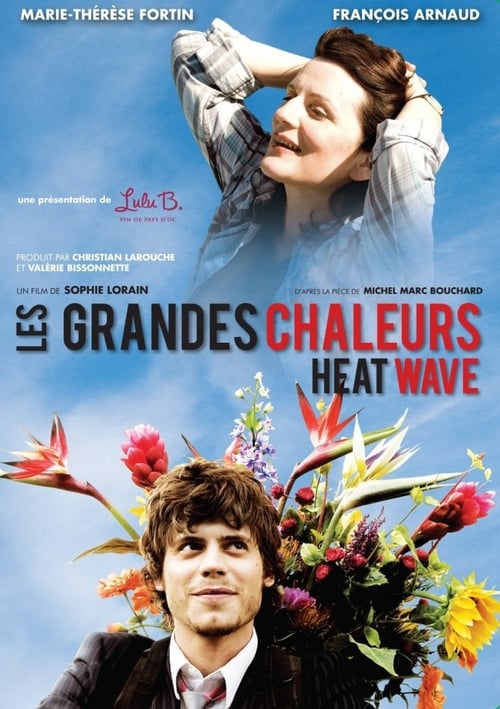 MARIE-THÉRÈSE FORTIN
FRANÇOIS ARNAUD
une présentation de Lulu B.
VIN DE PAYS D'OC
PRODUIT PAR CHRISTIAN LAROUCHE
ET VALÉRIE BISSONNETTE
UN FILM DE SOPHIE LORAIN
D'APRÈS LA PIÈCE DE MICHEL MARC BOUCHARD
LES GRANDES CHALEURS
HEAT WAVE